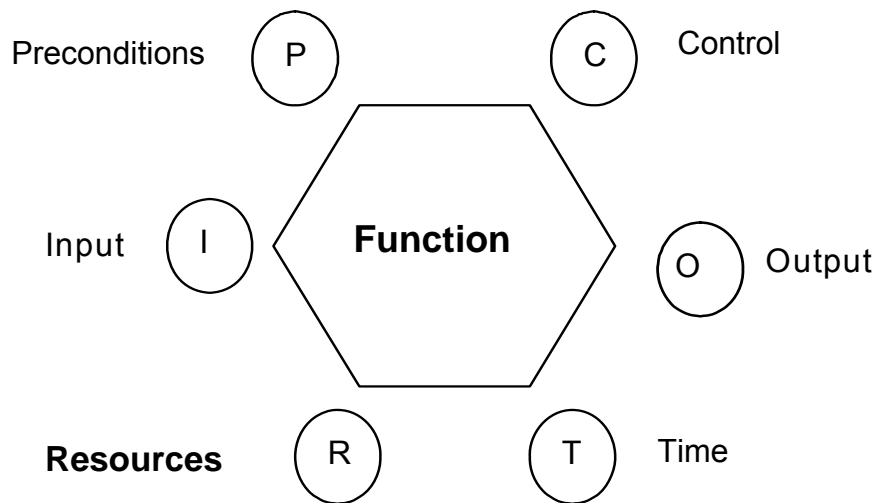 Preconditions P C Control
Input I Function O Output
Resources R T Time